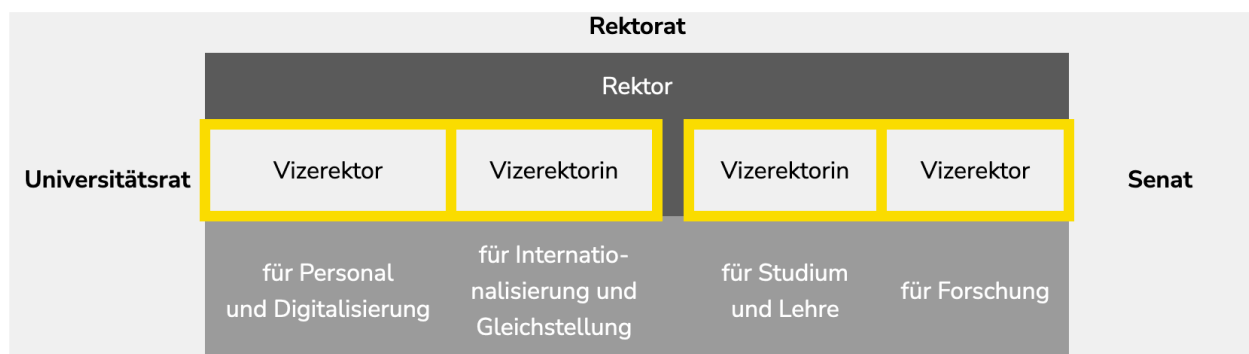 Rektorat
Rektor
Universitätsrat
Vizerektor
Vizerektorin
Vizerektorin
Vizerektor
Senat
für Personal
und Digitalisierung
für Internatio-
nalisierung und
Gleichstellung
für Studium
und Lehre
für Forschung